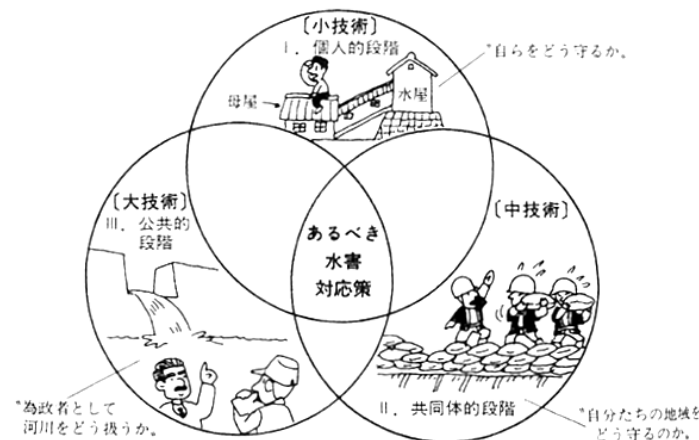 〔小技術〕
I. 個人的段階
"自らをどう守るか。
母屋
水屋
〔大技術〕
III. 公共的
段階
〔中技術〕
あるべき
水害
対応策
"為政者として
河川をどう扱うか。
II. 共同体的段階
"自分たちの地域を
どう守るのか。